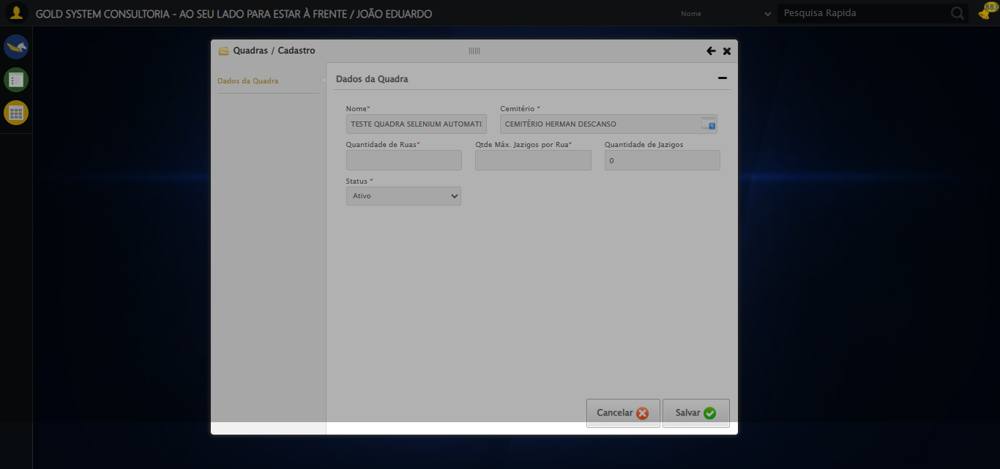 GOLD SYSTEM CONSULTORIA - AO SEU LADO PARA ESTAR À FRENTE / JOÃO EDUARDO
Nome
Pesquisa Rapida
883
Quadras / Cadastro
Dados da Quadra
Dados da Quadra
Nome*
Cemitério *
TESTE QUADRA SELENIUM AUTOMATI
CEMITÉRIO HERMAN DESCANSO
Quantidade de Ruas*
Qtde Máx. Jazigos por Rua*
Quantidade de Jazigos
0
Status *
Ativo
Cancelar
Salvar